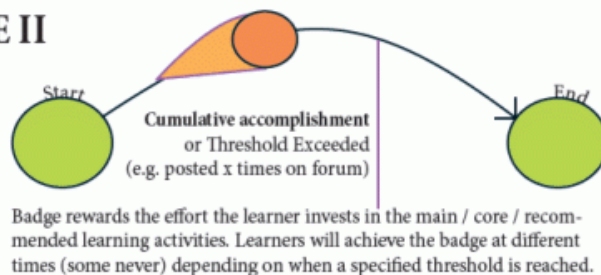 E II
Start
End
Cumulative accomplishment
or Threshold Exceeded
(e.g. posted x times on forum)
Badge rewards the effort the learner invests in the main / core / recom-
mended learning activities. Learners will achieve the badge at different
times (some never) depending on when a specified threshold is reached.